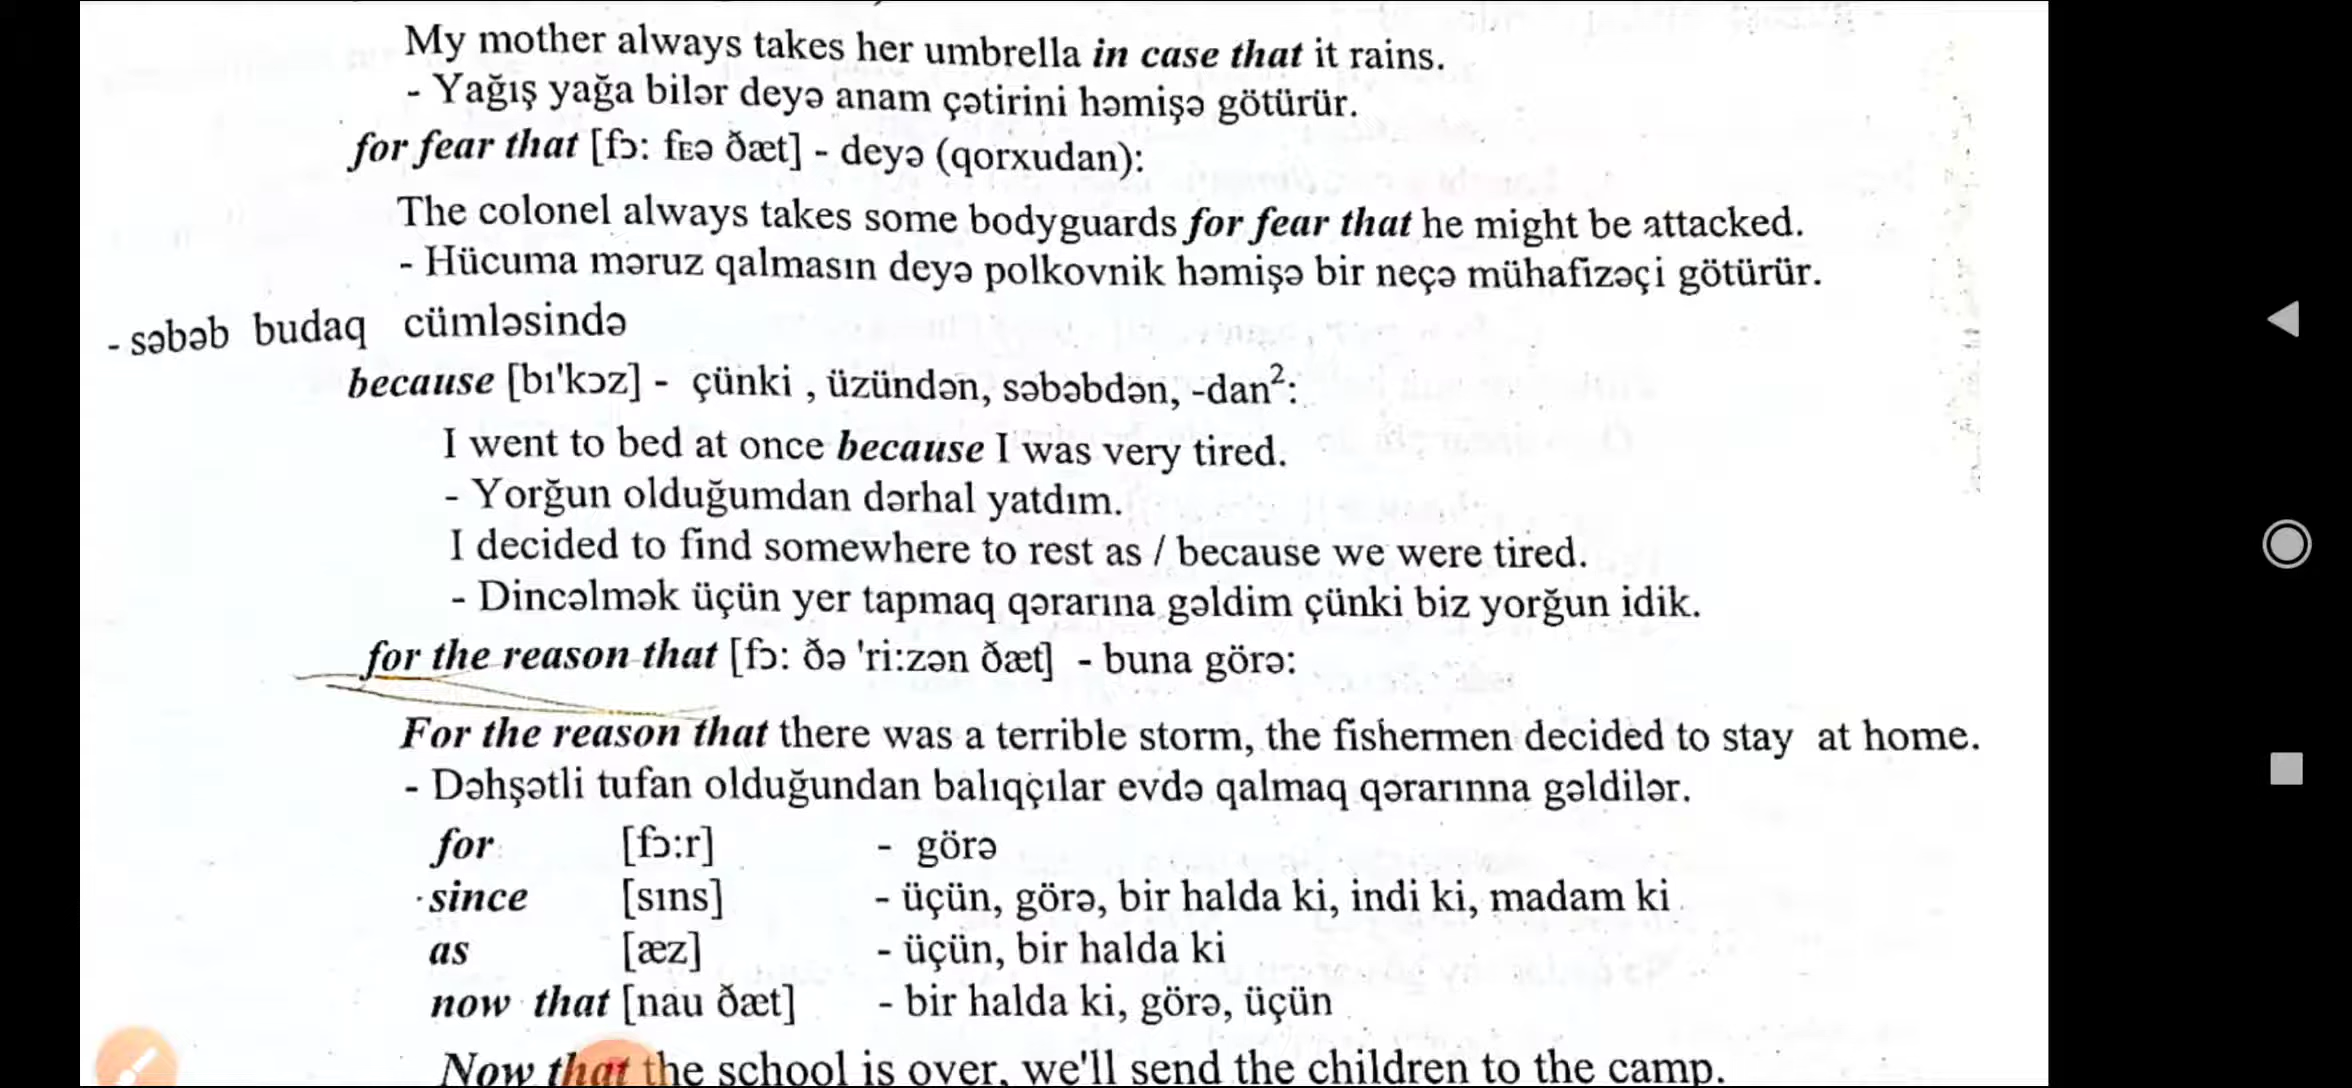 My mother always takes her umbrella in case that it rains.
- Yağış yağa bilər deyə anam çətirini həmişə götürür.
for fear that [fɔ: fᴇə ðæt] - deyə (qorxudan):
The colonel always takes some bodyguards for fear that he might be attacked.
- Hücuma məruz qalmasın deyə polkovnik həmişə bir neçə mühafizəçi götürür.
- səbəb budaq cümləsində
because [bɪ'kɔz] - çünki , üzündən, səbəbdən, -dan²:
I went to bed at once because I was very tired.
- Yorğun olduğumdan dərhal yatdım.
I decided to find somewhere to rest as / because we were tired.
- Dincəlmək üçün yer tapmaq qərarına gəldim çünki biz yorğun idik.
for the reason that [fɔ: ðə 'ri:zən ðæt] - buna görə:
For the reason that there was a terrible storm, the fishermen decided to stay at home.
- Dəhşətli tufan olduğundan balıqçılar evdə qalmaq qərarınna gəldilər.
for [fɔ:r] - görə
since [sɪns] - üçün, görə, bir halda ki, indi ki, madam ki
as [æz] - üçün, bir halda ki
now that [nau ðæt] - bir halda ki, görə, üçün
Now that the school is over, we'll send the children to the camp.